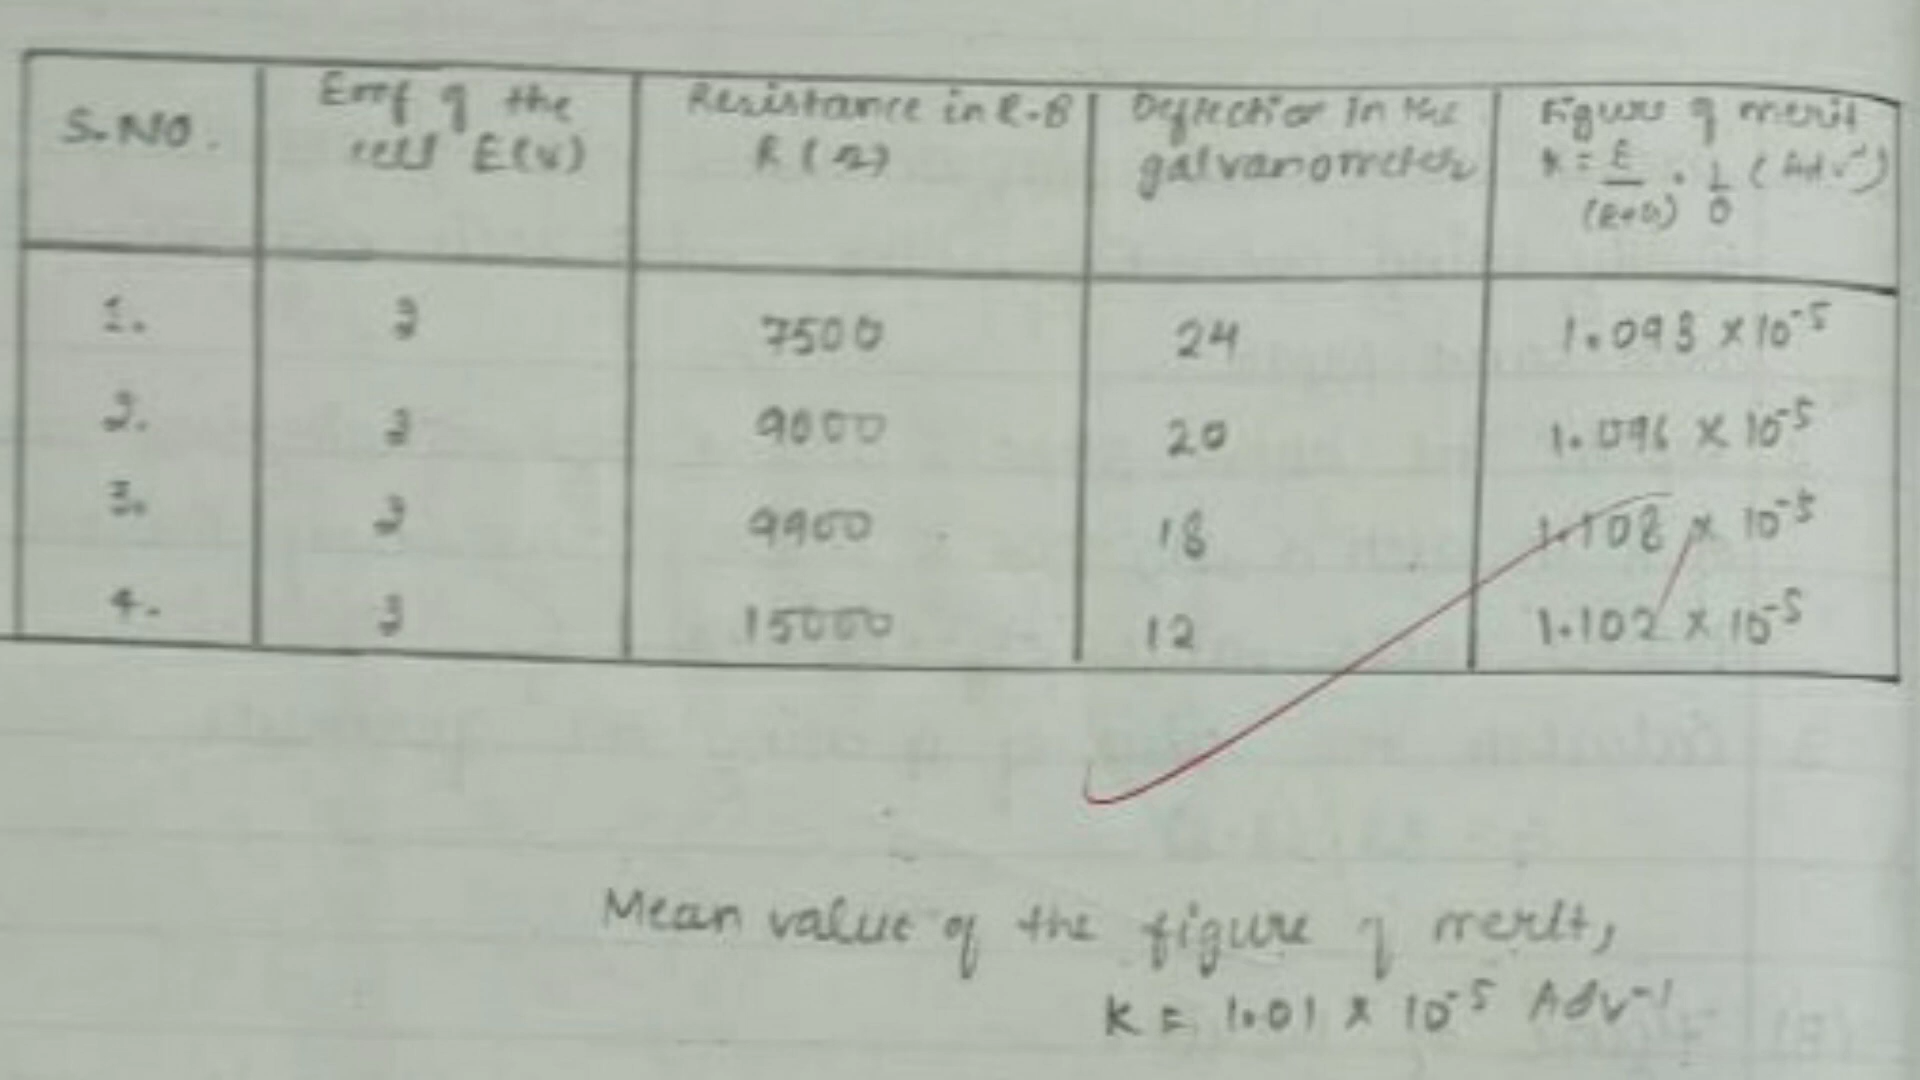 S.NO.
Emf of the
cell E(V)
Resistance in R.B
R (Ω)
Deflection in the
galvanometer
Figure of merit
k = E/(R+G) . 1/θ (Adv⁻¹)
1. 2 7500 24 1.093 × 10⁻⁵
2. 2 9000 20 1.096 × 10⁻⁵
3. 2 9900 18 1.108 × 10⁻⁵
4. 2 15000 12 1.102 × 10⁻⁵
Mean value of the figure of merit,
K = 1.01 × 10⁻⁵ Adv⁻¹